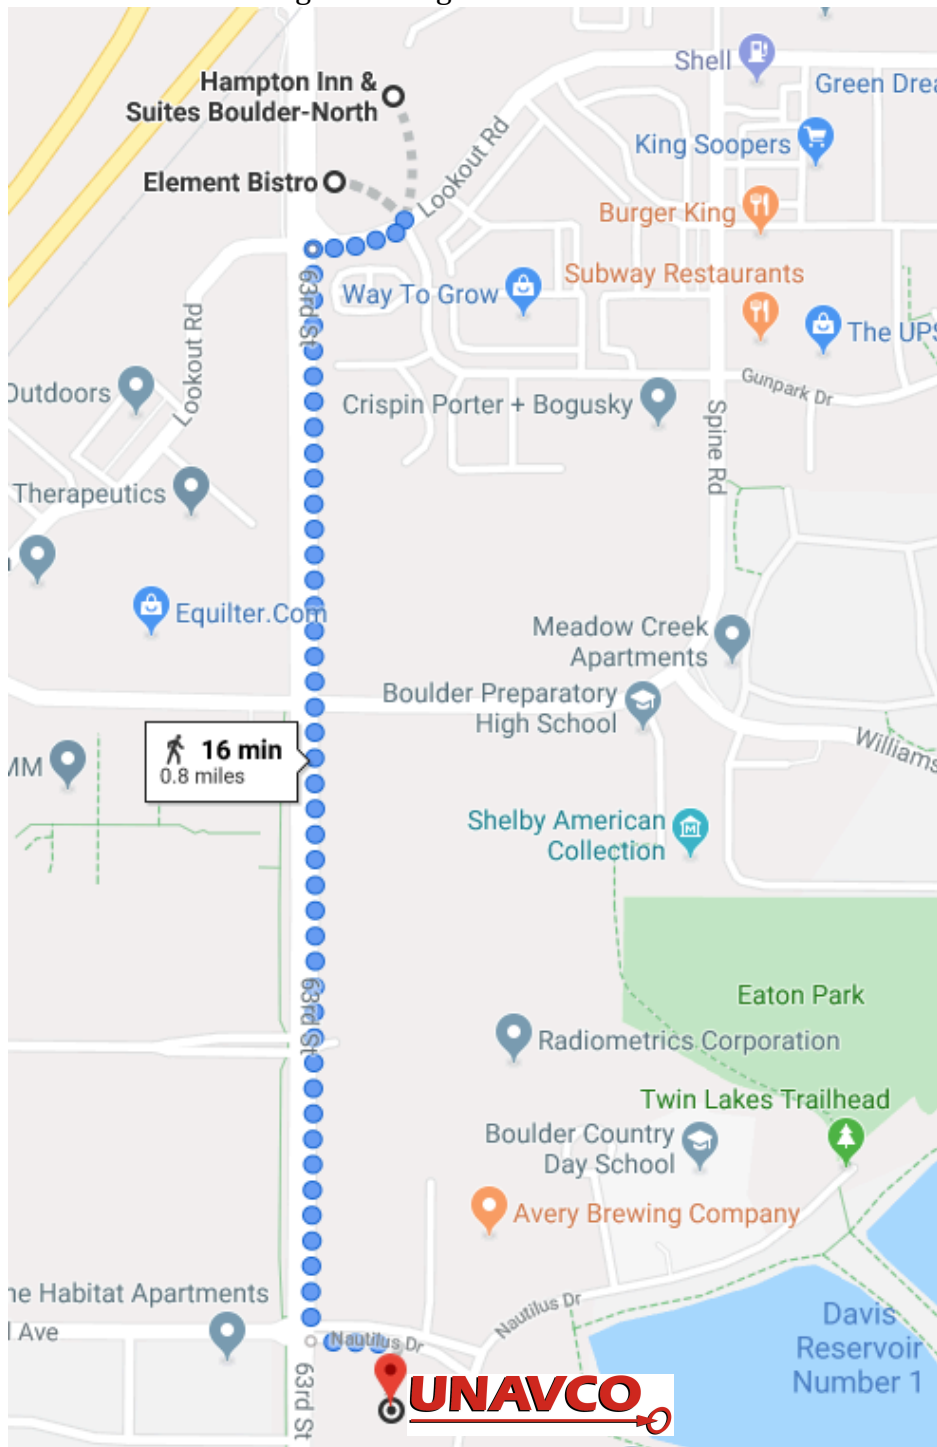 Shell
Green Drea
Hampton Inn &
Suites Boulder-North
Lookout Rd
King Soopers
Element Bistro
Burger King
63rd St
Way To Grow
Subway Restaurants
The UPS
Lookout Rd
Outdoors
Crispin Porter + Bogusky
Gunpark Dr
Spine Rd
Therapeutics
Equilter.Com
Meadow Creek
Apartments
Boulder Preparatory
High School
16 min
0.8 miles
Williams
MM
Shelby American
Collection
Eaton Park
63rd St
Radiometrics Corporation
Twin Lakes Trailhead
Boulder Country
Day School
Avery Brewing Company
ne Habitat Apartments
l Ave
Nautilus Dr
Nautilus Dr
Davis
Reservoir
Number 1
63rd St
UNAVCO